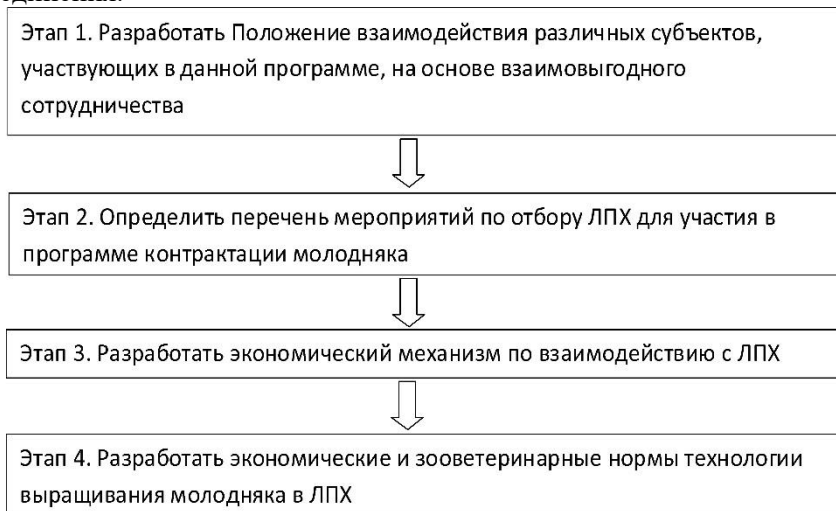 Этап 1. Разработать Положение взаимодействия различных субъектов,
участвующих в данной программе, на основе взаимовыгодного
сотрудничества
Этап 2. Определить перечень мероприятий по отбору ЛПХ для участия в
программе контрактации молодняка
Этап 3. Разработать экономический механизм по взаимодействию с ЛПХ
Этап 4. Разработать экономические и зооветеринарные нормы технологии
выращивания молодняка в ЛПХ